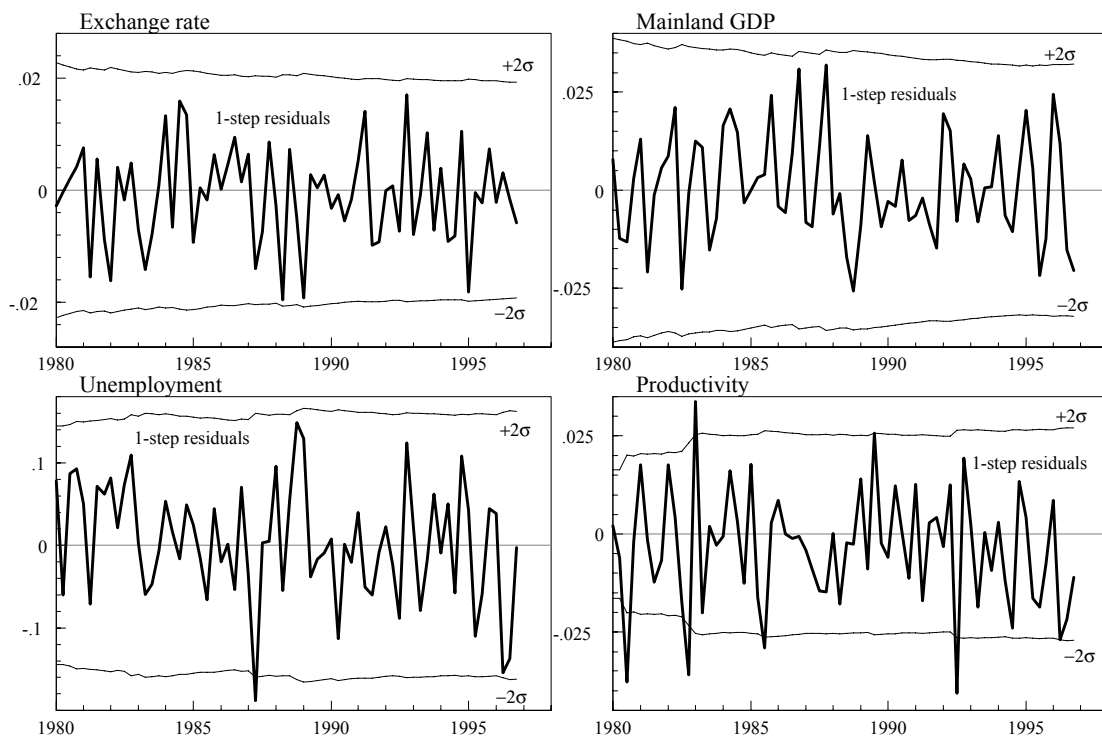 Exchange rate
.02
0
-.02
+2σ
1-step residuals
−2σ
1980 1985 1990 1995
Mainland GDP
.025
0
-.025
+2σ
1-step residuals
−2σ
1980 1985 1990 1995
Unemployment
.1
0
-.1
+2σ
1-step residuals
−2σ
1980 1985 1990 1995
Productivity
.025
0
-.025
+2σ
1-step residuals
−2σ
1980 1985 1990 1995